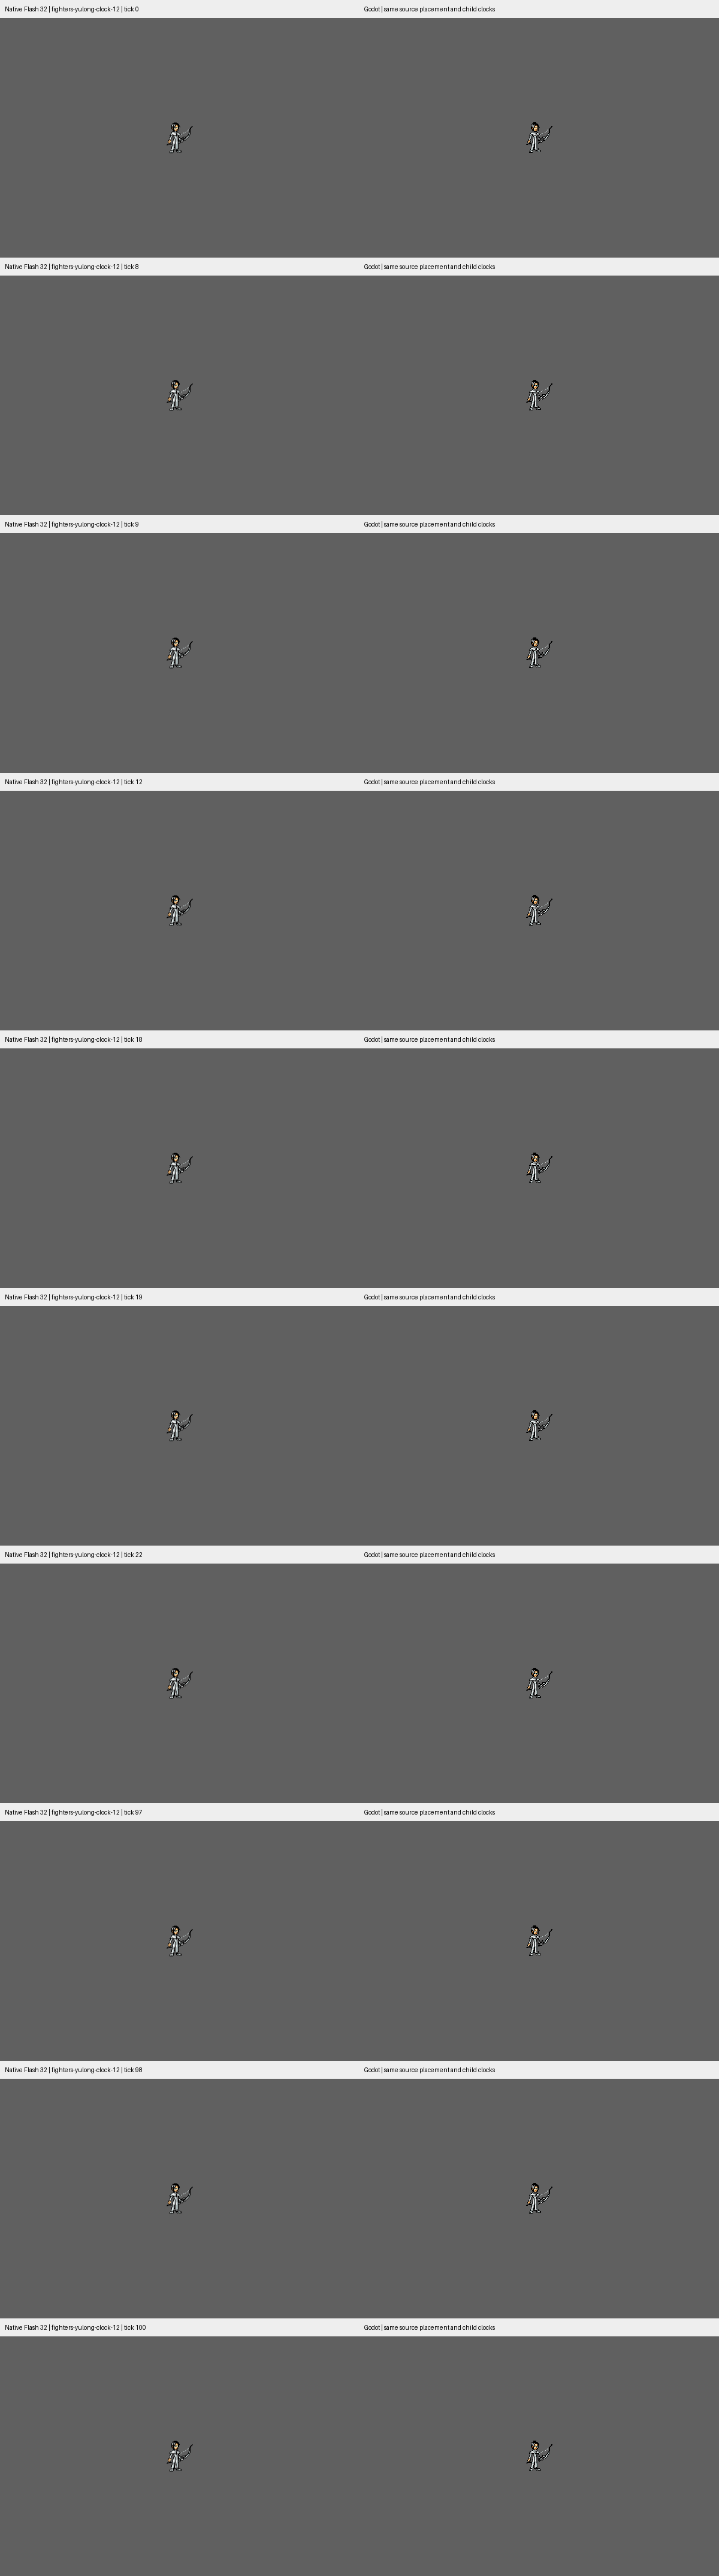 Native Flash 32 | fighters-yulong-clock-12 | tick 0
Godot | same source placement and child clocks
Native Flash 32 | fighters-yulong-clock-12 | tick 8
Godot | same source placement and child clocks
Native Flash 32 | fighters-yulong-clock-12 | tick 9
Godot | same source placement and child clocks
Native Flash 32 | fighters-yulong-clock-12 | tick 12
Godot | same source placement and child clocks
Native Flash 32 | fighters-yulong-clock-12 | tick 18
Godot | same source placement and child clocks
Native Flash 32 | fighters-yulong-clock-12 | tick 19
Godot | same source placement and child clocks
Native Flash 32 | fighters-yulong-clock-12 | tick 22
Godot | same source placement and child clocks
Native Flash 32 | fighters-yulong-clock-12 | tick 97
Godot | same source placement and child clocks
Native Flash 32 | fighters-yulong-clock-12 | tick 98
Godot | same source placement and child clocks
Native Flash 32 | fighters-yulong-clock-12 | tick 100
Godot | same source placement and child clocks